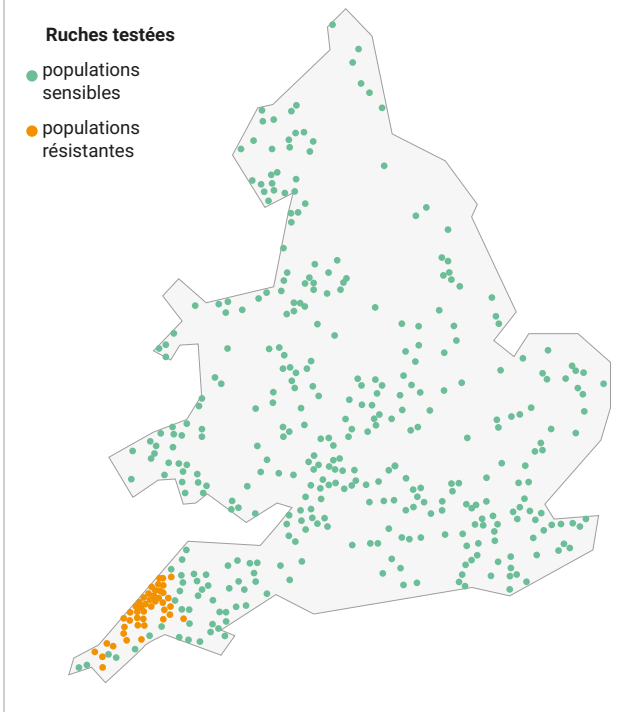 Ruches testées
populations
sensibles
populations
résistantes